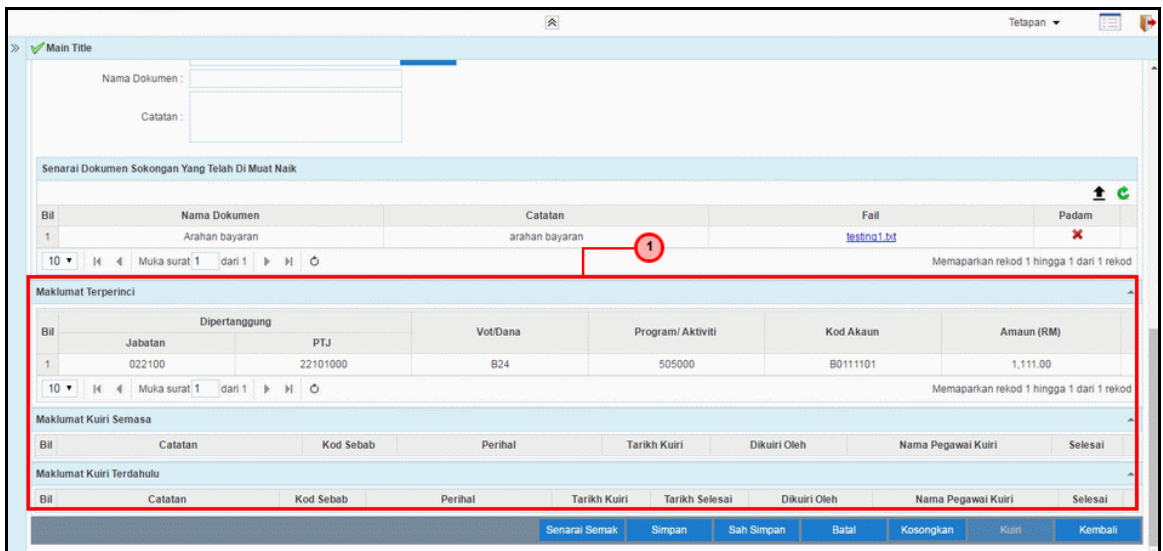 Tetapan
Main Title
Nama Dokumen :
Catatan :
Senarai Dokumen Sokongan Yang Telah Di Muat Naik
Bil Nama Dokumen Catatan Fail Padam
1 Arahan bayaran arahan bayaran testing1.txt
10 Muka surat 1 dari 1 Memaparkan rekod 1 hingga 1 dari 1 rekod
1
Maklumat Terperinci
Bil Dipertanggung Vot/Dana Program/ Aktiviti Kod Akaun Amaun (RM)
Jabatan PTJ
1 022100 22101000 B24 505000 B0111101 1,111.00
10 Muka surat 1 dari 1 Memaparkan rekod 1 hingga 1 dari 1 rekod
Maklumat Kuiri Semasa
Bil Catatan Kod Sebab Perihal Tarikh Kuiri Dikuiri Oleh Nama Pegawai Kuiri Selesai
Maklumat Kuiri Terdahulu
Bil Catatan Kod Sebab Perihal Tarikh Kuiri Tarikh Selesai Dikuiri Oleh Nama Pegawai Kuiri Selesai
Senarai Semak Simpan Sah Simpan Batal Kosongkan Kuiri Kembali